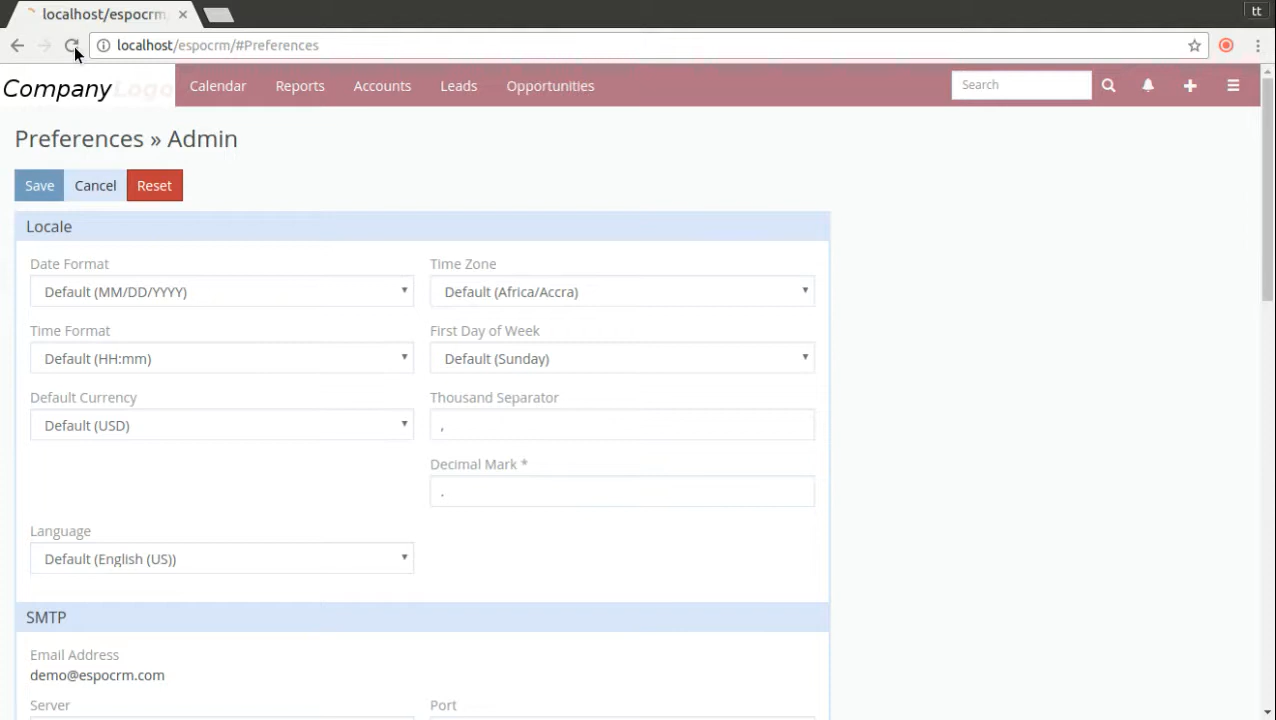 localhost/espocrm
tt
localhost/espocrm/#Preferences
Company Logo
Calendar
Reports
Accounts
Leads
Opportunities
Search
Preferences » Admin
Save
Cancel
Reset
Locale
Date Format
Time Zone
Default (MM/DD/YYYY)
Default (Africa/Accra)
Time Format
First Day of Week
Default (HH:mm)
Default (Sunday)
Default Currency
Thousand Separator
Default (USD)
,
Decimal Mark *
.
Language
Default (English (US))
SMTP
Email Address
demo@espocrm.com
Server
Port